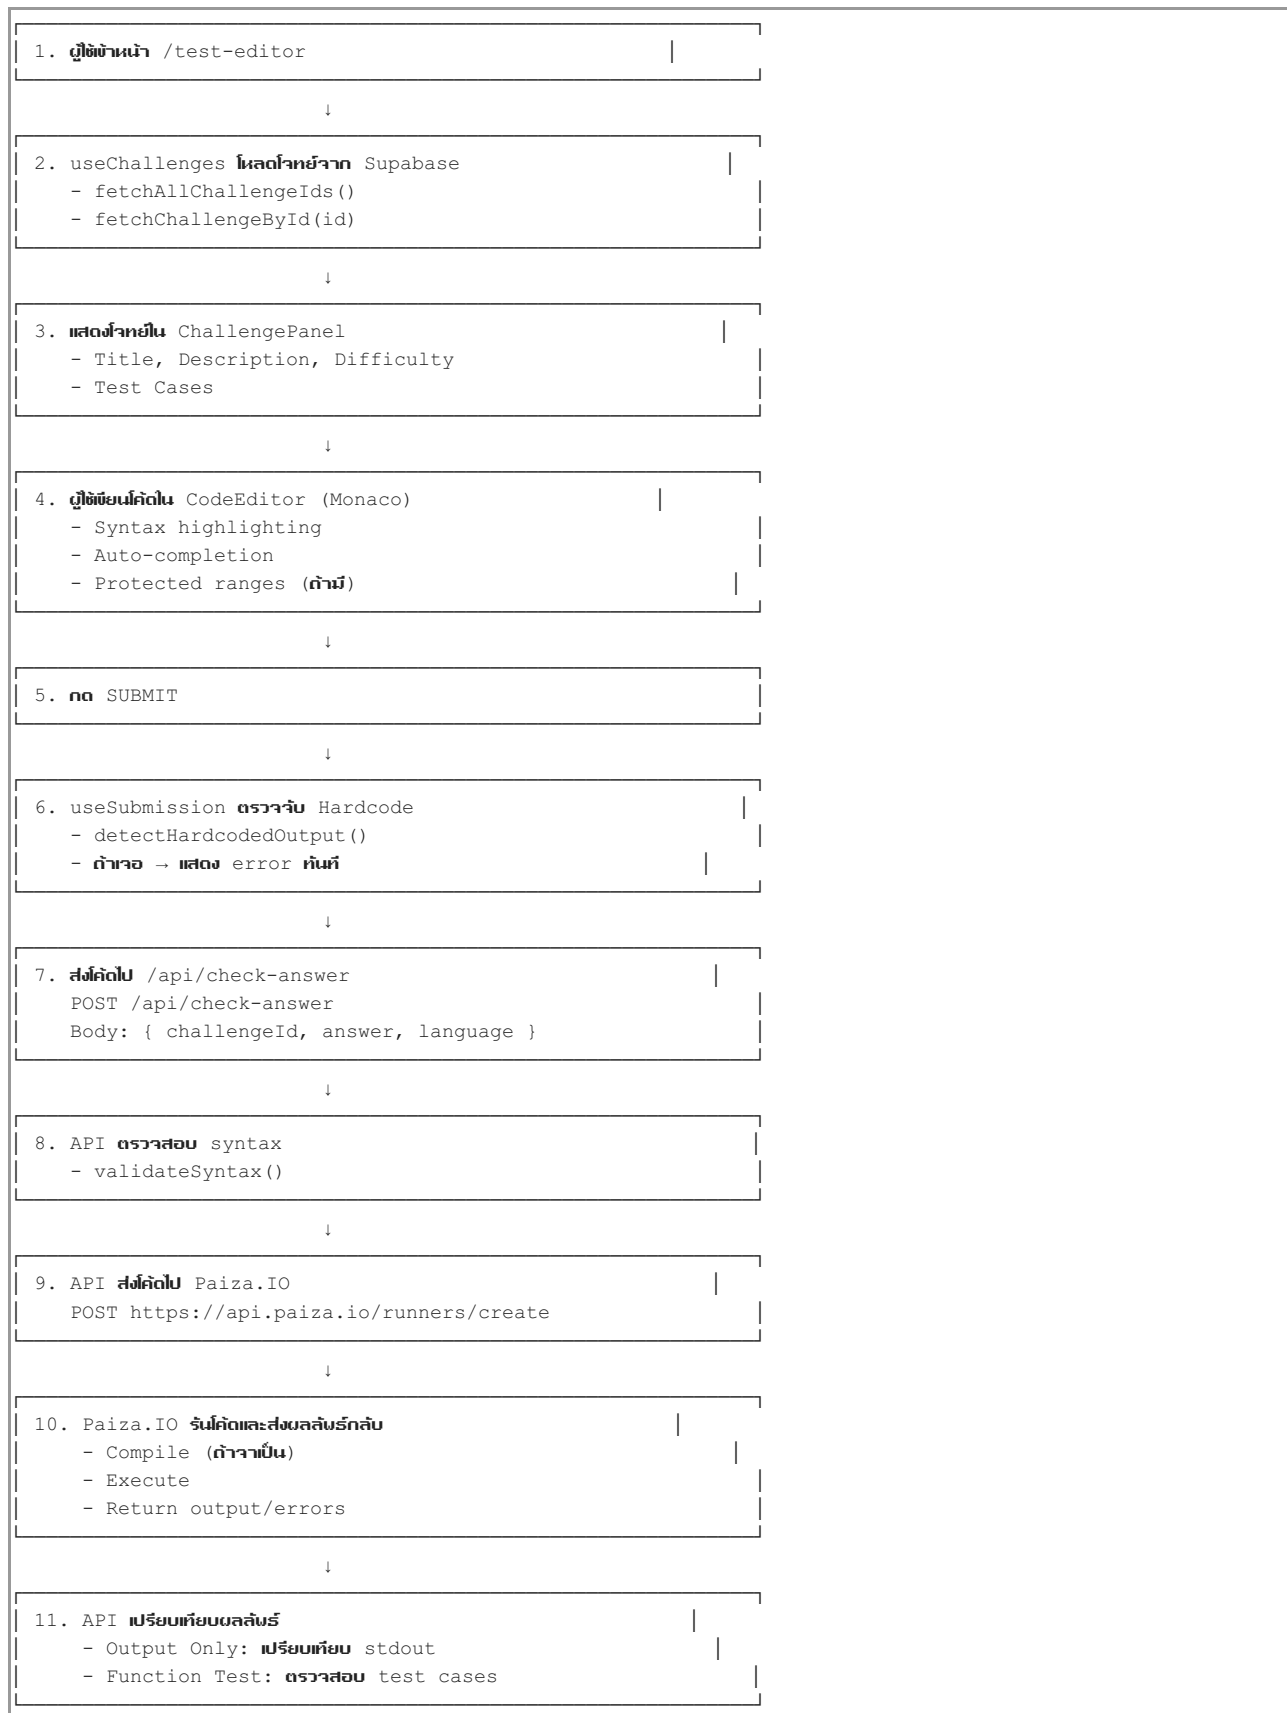 1. ผู้ใช้เข้าหน้า /test-editor
↓
2. useChallenges โหลดโจทย์จาก Supabase
- fetchAllChallengeIds()
- fetchChallengeById(id)
↓
3. แสดงโจทย์ใน ChallengePanel
- Title, Description, Difficulty
- Test Cases
↓
4. ผู้ใช้เขียนโค้ดใน CodeEditor (Monaco)
- Syntax highlighting
- Auto-completion
- Protected ranges (ถ้ามี)
↓
5. กด SUBMIT
↓
6. useSubmission ตรวจจับ Hardcode
- detectHardcodedOutput()
- ถ้าเจอ → แสดง error ทันที
↓
7. ส่งโค้ดไป /api/check-answer
POST /api/check-answer
Body: { challengeId, answer, language }
↓
8. API ตรวจสอบ syntax
- validateSyntax()
↓
9. API ส่งโค้ดไป Paiza.IO
POST https://api.paiza.io/runners/create
↓
10. Paiza.IO รันโค้ดและส่งผลลัพธ์กลับ
- Compile (ถ้าจาเป็น)
- Execute
- Return output/errors
↓
11. API เปรียบเทียบผลลัพธ์
- Output Only: เปรียบเทียบ stdout
- Function Test: ตรวจสอบ test cases